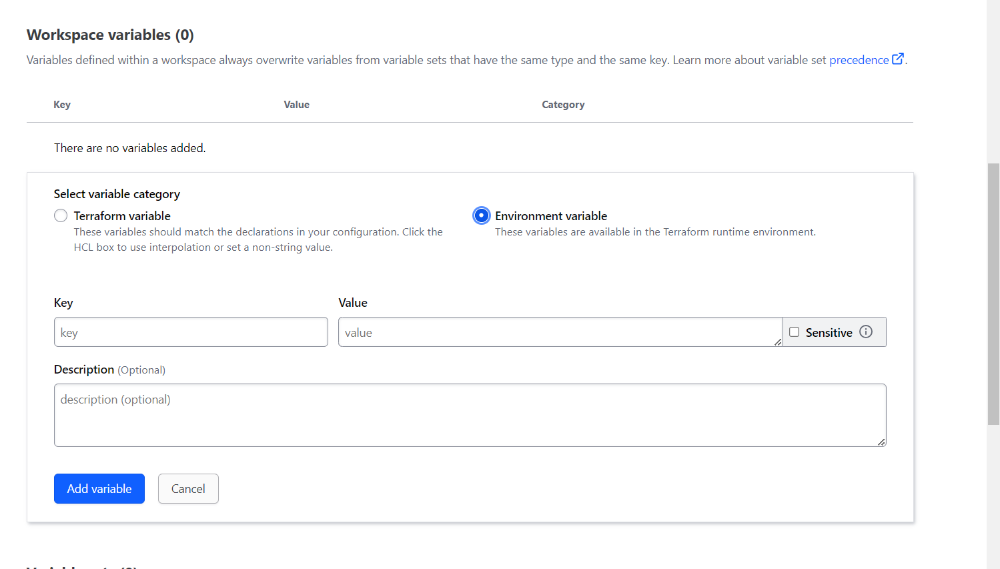 Workspace variables (0)
Variables defined within a workspace always overwrite variables from variable sets that have the same type and the same key. Learn more about variable set precedence.
Key Value Category
There are no variables added.
Select variable category
Terraform variable
These variables should match the declarations in your configuration. Click the
HCL box to use interpolation or set a non-string value.
Environment variable
These variables are available in the Terraform runtime environment.
Key Value
key value Sensitive
Description (Optional)
description (optional)
Add variable Cancel